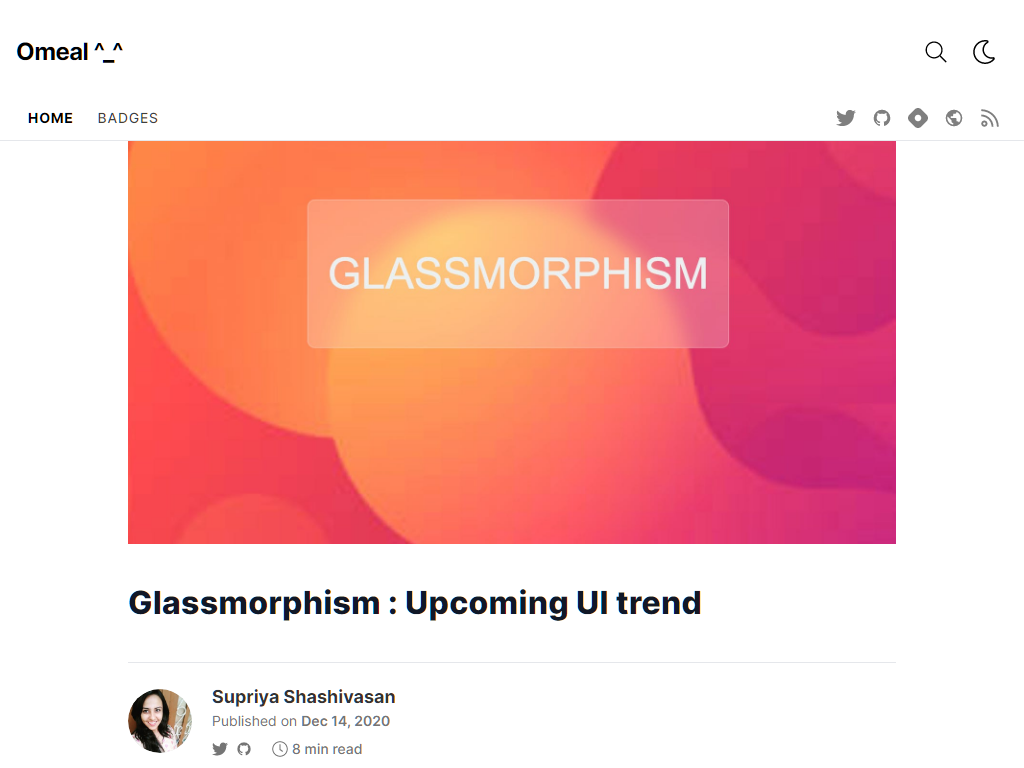 Omeal ^_^
HOME BADGES
GLASSMORPHISM
Glassmorphism : Upcoming UI trend
Supriya Shashivasan
Published on Dec 14, 2020
8 min read